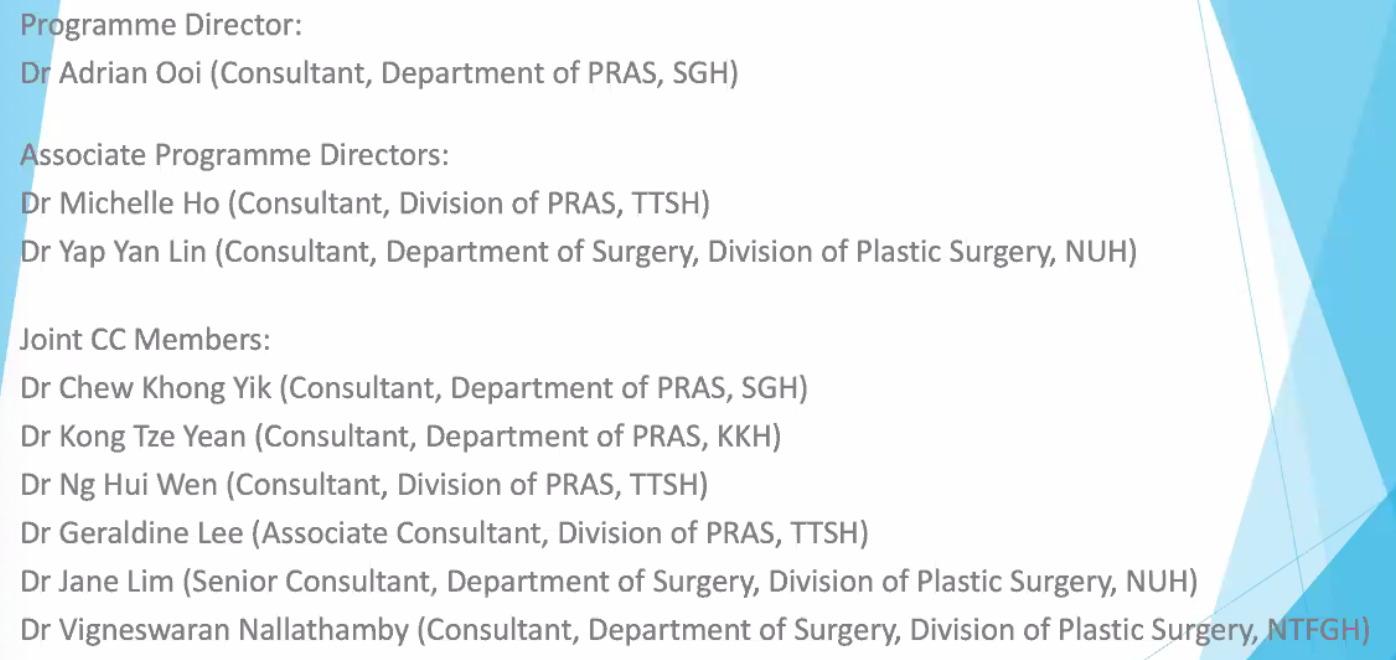 Programme Director:
Dr Adrian Ooi (Consultant, Department of PRAS, SGH)
Associate Programme Directors:
Dr Michelle Ho (Consultant, Division of PRAS, TTSH)
Dr Yap Yan Lin (Consultant, Department of Surgery, Division of Plastic Surgery, NUH)
Joint CC Members:
Dr Chew Khong Yik (Consultant, Department of PRAS, SGH)
Dr Kong Tze Yean (Consultant, Department of PRAS, KKH)
Dr Ng Hui Wen (Consultant, Division of PRAS, TTSH)
Dr Geraldine Lee (Associate Consultant, Division of PRAS, TTSH)
Dr Jane Lim (Senior Consultant, Department of Surgery, Division of Plastic Surgery, NUH)
Dr Vigneswaran Nallathamby (Consultant, Department of Surgery, Division of Plastic Surgery, NTFGH)